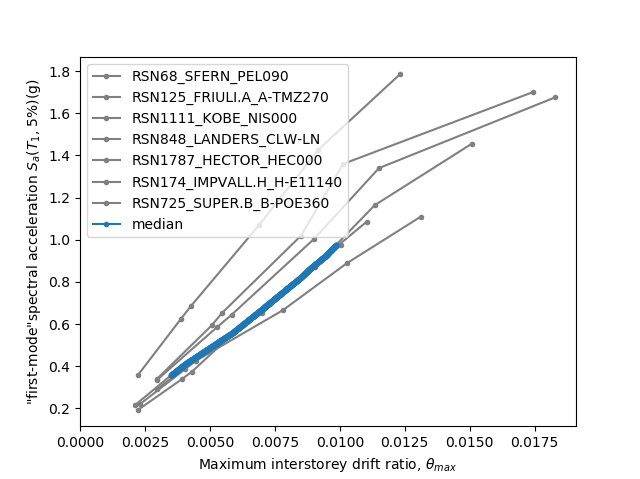 RSN68_SFERN_PEL090
RSN125_FRIULI.A_A-TMZ270
RSN1111_KOBE_NIS000
RSN848_LANDERS_CLW-LN
RSN1787_HECTOR_HEC000
RSN174_IMPVALL.H_H-E11140
RSN725_SUPER.B_B-POE360
median
"first-mode"spectral acceleration Sₐ(T₁, 5%)(g)
1.8
1.6
1.4
1.2
1.0
0.8
0.6
0.4
0.2
0.0000 0.0025 0.0050 0.0075 0.0100 0.0125 0.0150 0.0175
Maximum interstorey drift ratio, θmax